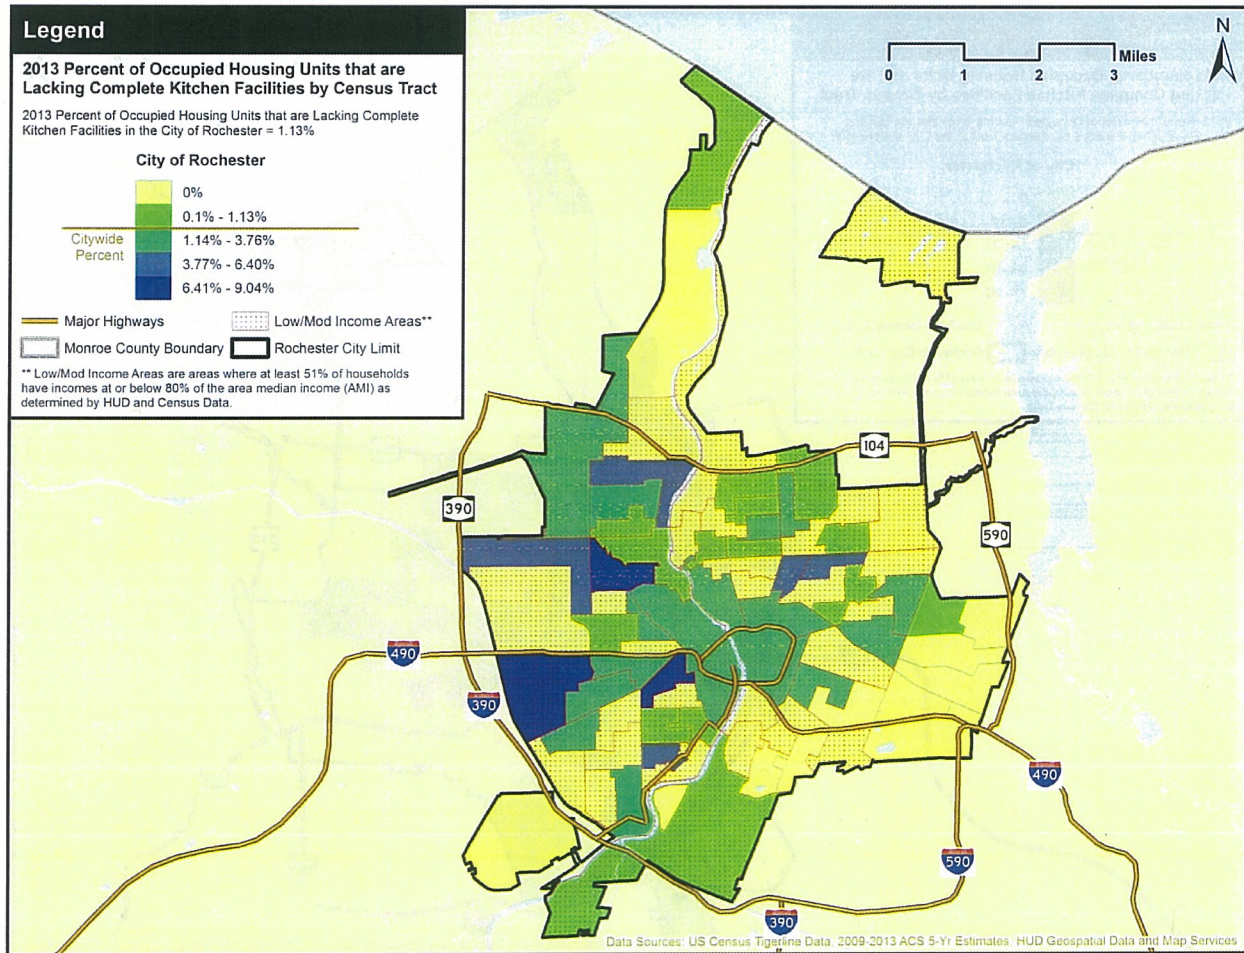 Legend
2013 Percent of Occupied Housing Units that are
Lacking Complete Kitchen Facilities by Census Tract
2013 Percent of Occupied Housing Units that are Lacking Complete
Kitchen Facilities in the City of Rochester = 1.13%
City of Rochester
0%
0.1% - 1.13%
Citywide
Percent
1.14% - 3.76%
3.77% - 6.40%
6.41% - 9.04%
Major Highways
Low/Mod Income Areas**
Monroe County Boundary
Rochester City Limit
** Low/Mod Income Areas are areas where at least 51% of households
have incomes at or below 80% of the area median income (AMI) as
determined by HUD and Census Data.
N
Miles
0 1 2 3
104
390
590
490
390
490
590
390
Data Sources: US Census Tigerline Data, 2009-2013 ACS 5-Yr Estimates, HUD Geospatial Data and Map Services